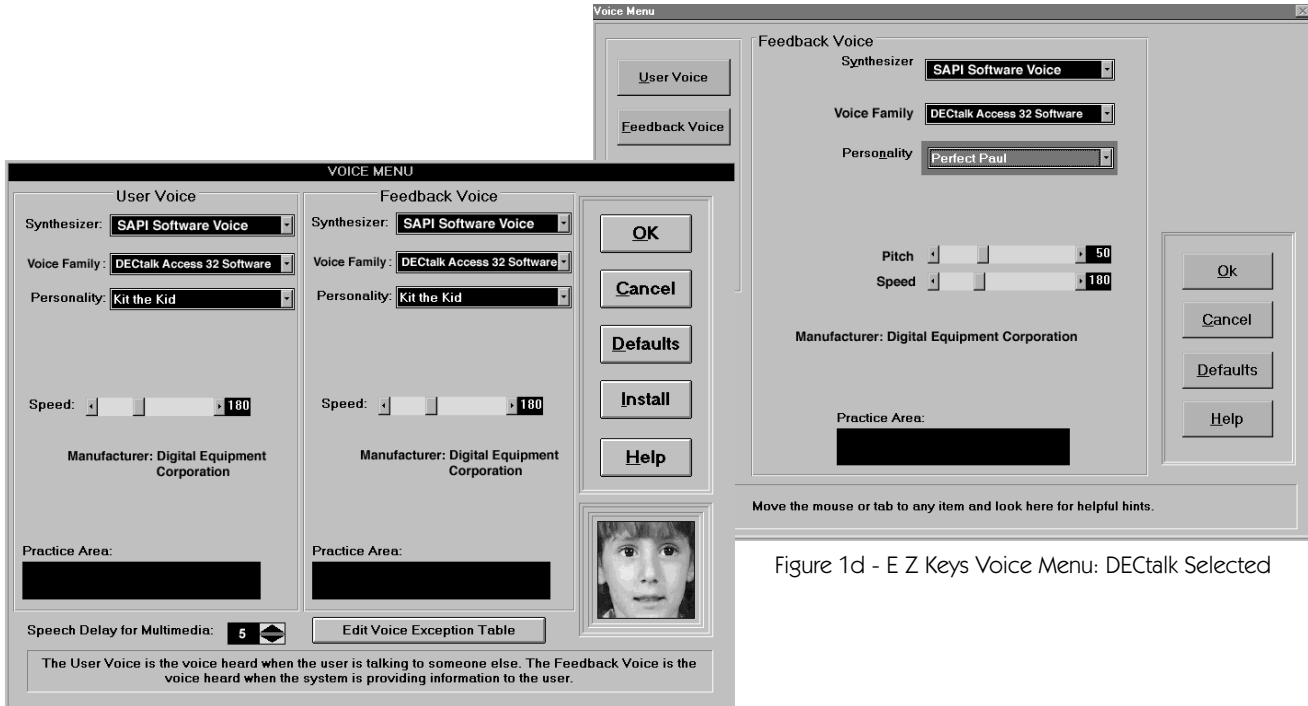 Voice Menu
User Voice
Feedback Voice
Feedback Voice
Synthesizer SAPI Software Voice
Voice Family DECtalk Access 32 Software
Personality Perfect Paul
Pitch 50
Speed 180
Manufacturer: Digital Equipment Corporation
Practice Area:
Ok
Cancel
Defaults
Help
Move the mouse or tab to any item and look here for helpful hints.
Figure 1d - E Z Keys Voice Menu: DECtalk Selected
VOICE MENU
User Voice
Synthesizer: SAPI Software Voice
Voice Family: DECtalk Access 32 Software
Personality: Kit the Kid
Speed: 180
Manufacturer: Digital Equipment
Corporation
Practice Area:
Feedback Voice
Synthesizer: SAPI Software Voice
Voice Family: DECtalk Access 32 Software
Personality: Kit the Kid
Speed: 180
Manufacturer: Digital Equipment
Corporation
Practice Area:
OK
Cancel
Defaults
Install
Help
Speech Delay for Multimedia: 5
Edit Voice Exception Table
The User Voice is the voice heard when the user is talking to someone else. The Feedback Voice is the
voice heard when the system is providing information to the user.